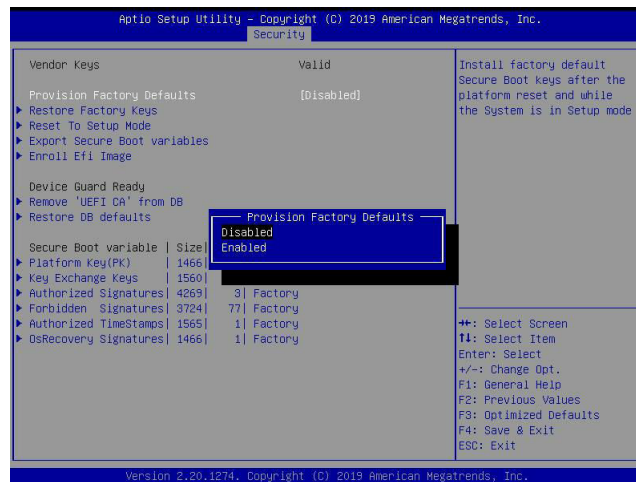 Aptio Setup Utility – Copyright (C) 2019 American Megatrends, Inc.
Security
Vendor Keys Valid
Provision Factory Defaults [Disabled]
Restore Factory Keys
Reset To Setup Mode
Export Secure Boot variables
Enroll Efi Image
Device Guard Ready
Remove 'UEFI CA' from DB
Restore DB defaults
Provision Factory Defaults
Disabled
Enabled
Secure Boot variable | Size|
Platform Key(PK) | 1466|
Key Exchange Keys | 1560|
Authorized Signatures| 4269| 3| Factory
Forbidden Signatures| 3724| 77| Factory
Authorized TimeStamps| 1565| 1| Factory
OsRecovery Signatures| 1466| 1| Factory
Install factory default
Secure Boot keys after the
platform reset and while
the System is in Setup mode
→←: Select Screen
↑↓: Select Item
Enter: Select
+/-: Change Opt.
F1: General Help
F2: Previous Values
F3: Optimized Defaults
F4: Save & Exit
ESC: Exit
Version 2.20.1274. Copyright (C) 2019 American Megatrends, Inc.